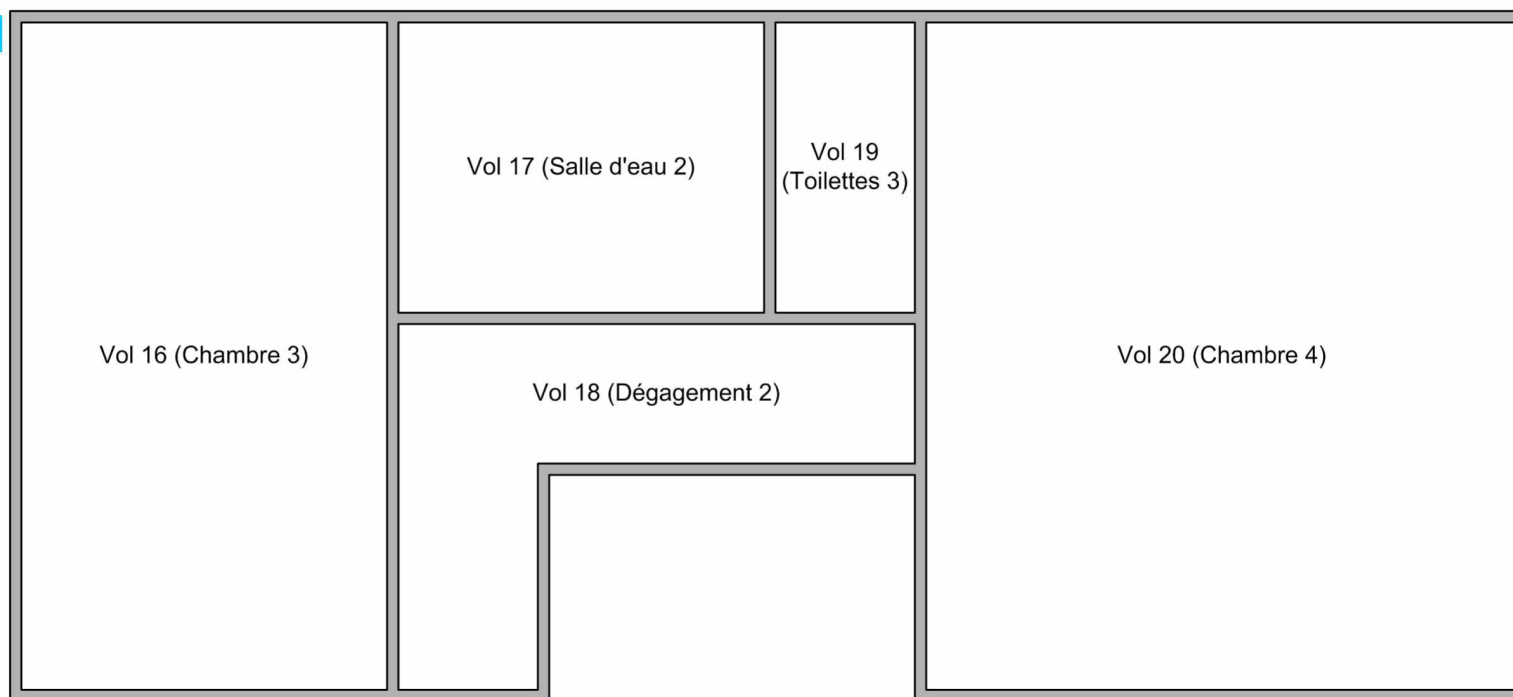 Vol 17 (Salle d'eau 2)
Vol 19
(Toilettes 3)
Vol 16 (Chambre 3)
Vol 20 (Chambre 4)
Vol 18 (Dégagement 2)